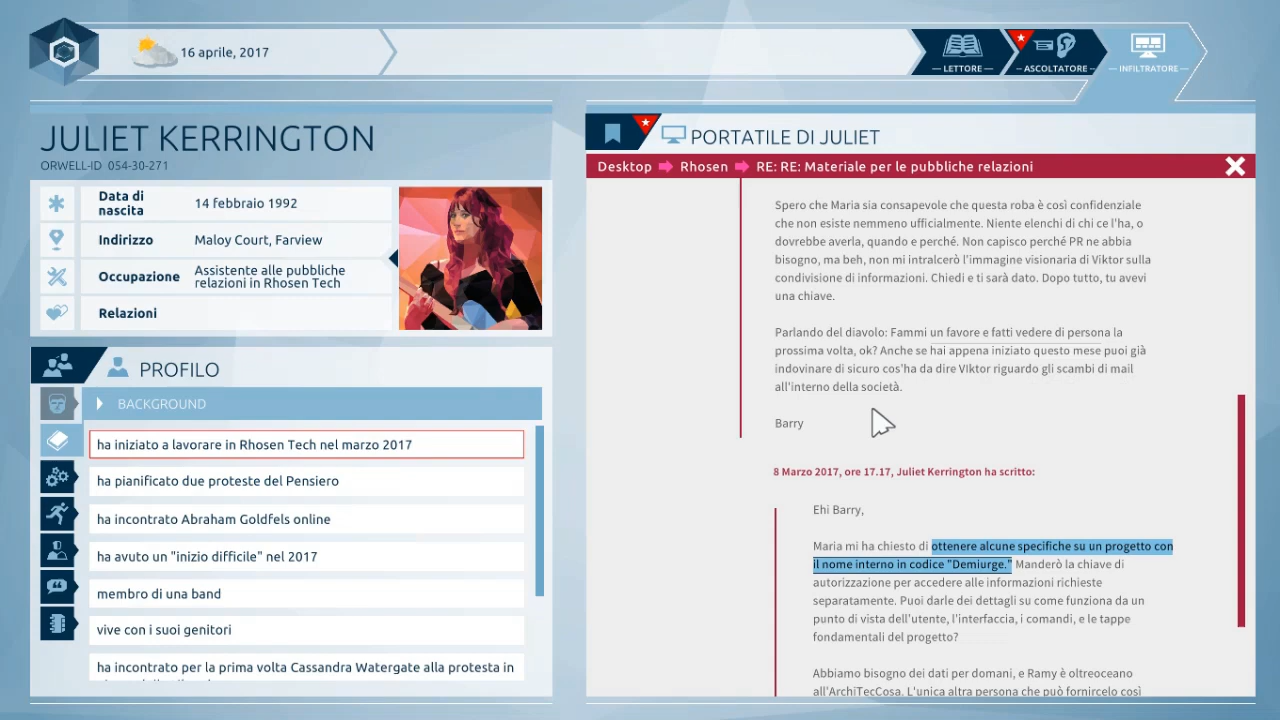 16 aprile, 2017
— LETTORE —
— ASCOLTATORE —
— INFILTRATORE —
JULIET KERRINGTON
ORWELL-ID 054-30-271
Data di nascita
14 febbraio 1992
Indirizzo
Maloy Court, Farview
Occupazione
Assistente alle pubbliche
relazioni in Rhosen Tech
Relazioni
PROFILO
BACKGROUND
ha iniziato a lavorare in Rhosen Tech nel marzo 2017
ha pianificato due proteste del Pensiero
ha incontrato Abraham Goldfels online
ha avuto un "inizio difficile" nel 2017
membro di una band
vive con i suoi genitori
ha incontrato per la prima volta Cassandra Watergate alla protesta in
PORTATILE DI JULIET
Desktop Rhosen RE: RE: Materiale per le pubbliche relazioni
Spero che Maria sia consapevole che questa roba è così confidenziale
che non esiste nemmeno ufficialmente. Niente elenchi di chi ce l'ha, o
dovrebbe averla, quando e perché. Non capisco perché PR ne abbia
bisogno, ma beh, non mi intralcerò l'immagine visionaria di Viktor sulla
condivisione di informazioni. Chiedi e ti sarà dato. Dopo tutto, tu avevi
una chiave.
Parlando del diavolo: Fammi un favore e fatti vedere di persona la
prossima volta, ok? Anche se hai appena iniziato questo mese puoi già
indovinare di sicuro cos'ha da dire VIktor riguardo gli scambi di mail
all'interno della società.
Barry
8 Marzo 2017, ore 17.17, Juliet Kerrington ha scritto:
Ehi Barry,
Maria mi ha chiesto di ottenere alcune specifiche su un progetto con
il nome interno in codice "Demiurge." Manderò la chiave di
autorizzazione per accedere alle informazioni richieste
separatamente. Puoi darle dei dettagli su come funziona da un
punto di vista dell'utente, l'interfaccia, i comandi, e le tappe
fondamentali del progetto?
Abbiamo bisogno dei dati per domani, e Ramy è oltreoceano
all'ArchiTecCosa. L'unica altra persona che può fornircelo così